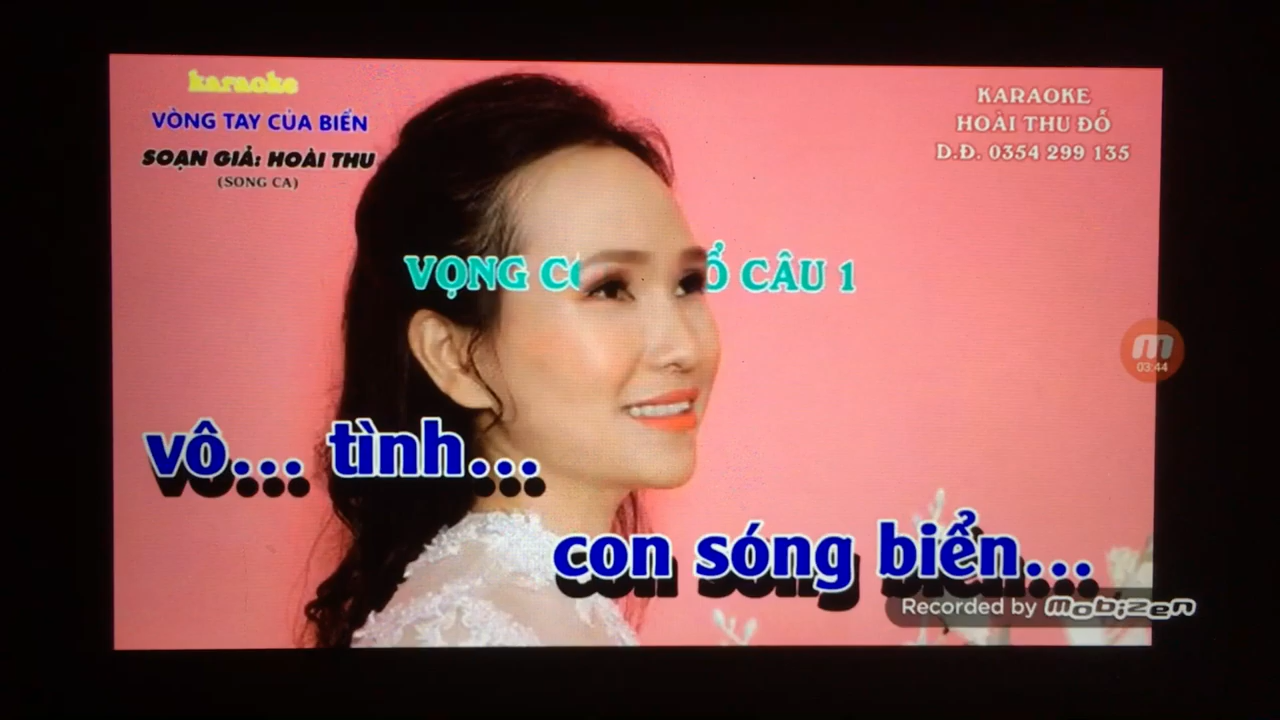 karaoke
VÒNG TAY CỦA BIỂN
SOẠN GIẢ: HOÀI THU
(SONG CA)
KARAOKE
HOÀI THU ĐỖ
D.Đ. 0354 299 135
VỌNG CỔ CÂU 1
M
03:44
vô... tình...
con sóng biển...
Recorded by mobizen